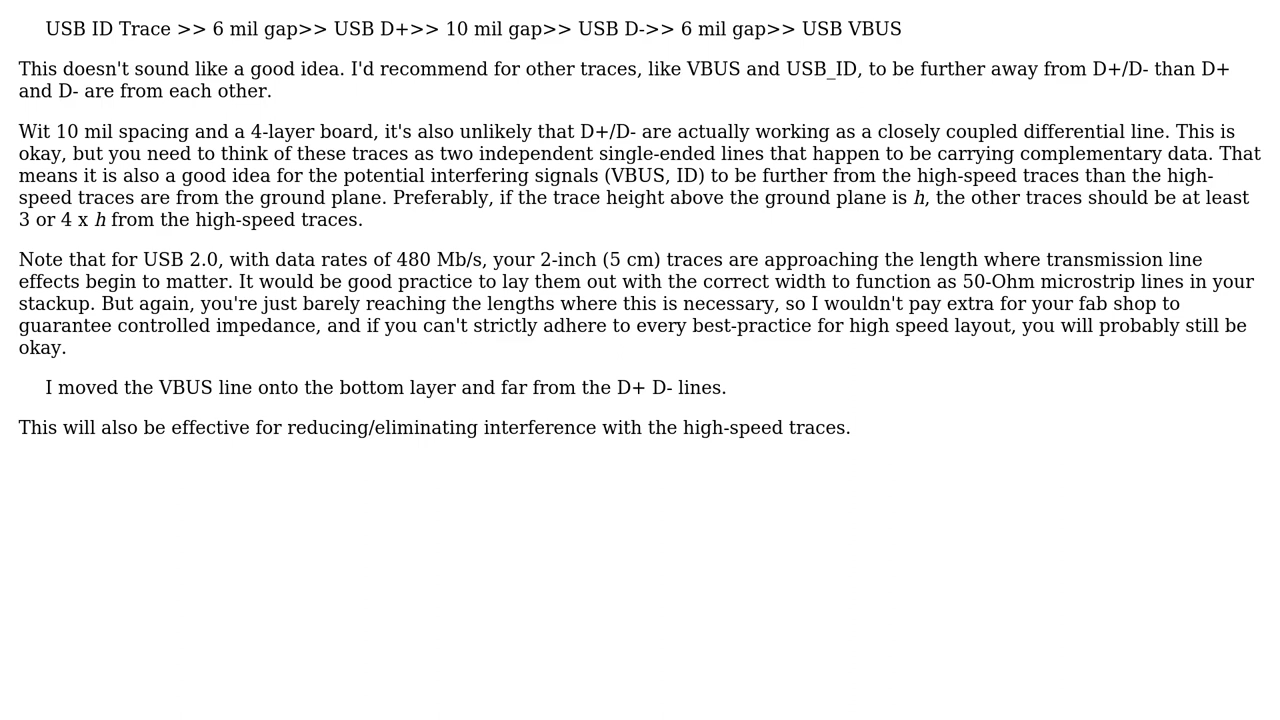 USB ID Trace >> 6 mil gap>> USB D+>> 10 mil gap>> USB D->> 6 mil gap>> USB VBUS
This doesn't sound like a good idea. I'd recommend for other traces, like VBUS and USB_ID, to be further away from D+/D- than D+
and D- are from each other.
Wit 10 mil spacing and a 4-layer board, it's also unlikely that D+/D- are actually working as a closely coupled differential line. This is
okay, but you need to think of these traces as two independent single-ended lines that happen to be carrying complementary data. That
means it is also a good idea for the potential interfering signals (VBUS, ID) to be further from the high-speed traces than the high-
speed traces are from the ground plane. Preferably, if the trace height above the ground plane is h, the other traces should be at least
3 or 4 x h from the high-speed traces.
Note that for USB 2.0, with data rates of 480 Mb/s, your 2-inch (5 cm) traces are approaching the length where transmission line
effects begin to matter. It would be good practice to lay them out with the correct width to function as 50-Ohm microstrip lines in your
stackup. But again, you're just barely reaching the lengths where this is necessary, so I wouldn't pay extra for your fab shop to
guarantee controlled impedance, and if you can't strictly adhere to every best-practice for high speed layout, you will probably still be
okay.
I moved the VBUS line onto the bottom layer and far from the D+ D- lines.
This will also be effective for reducing/eliminating interference with the high-speed traces.